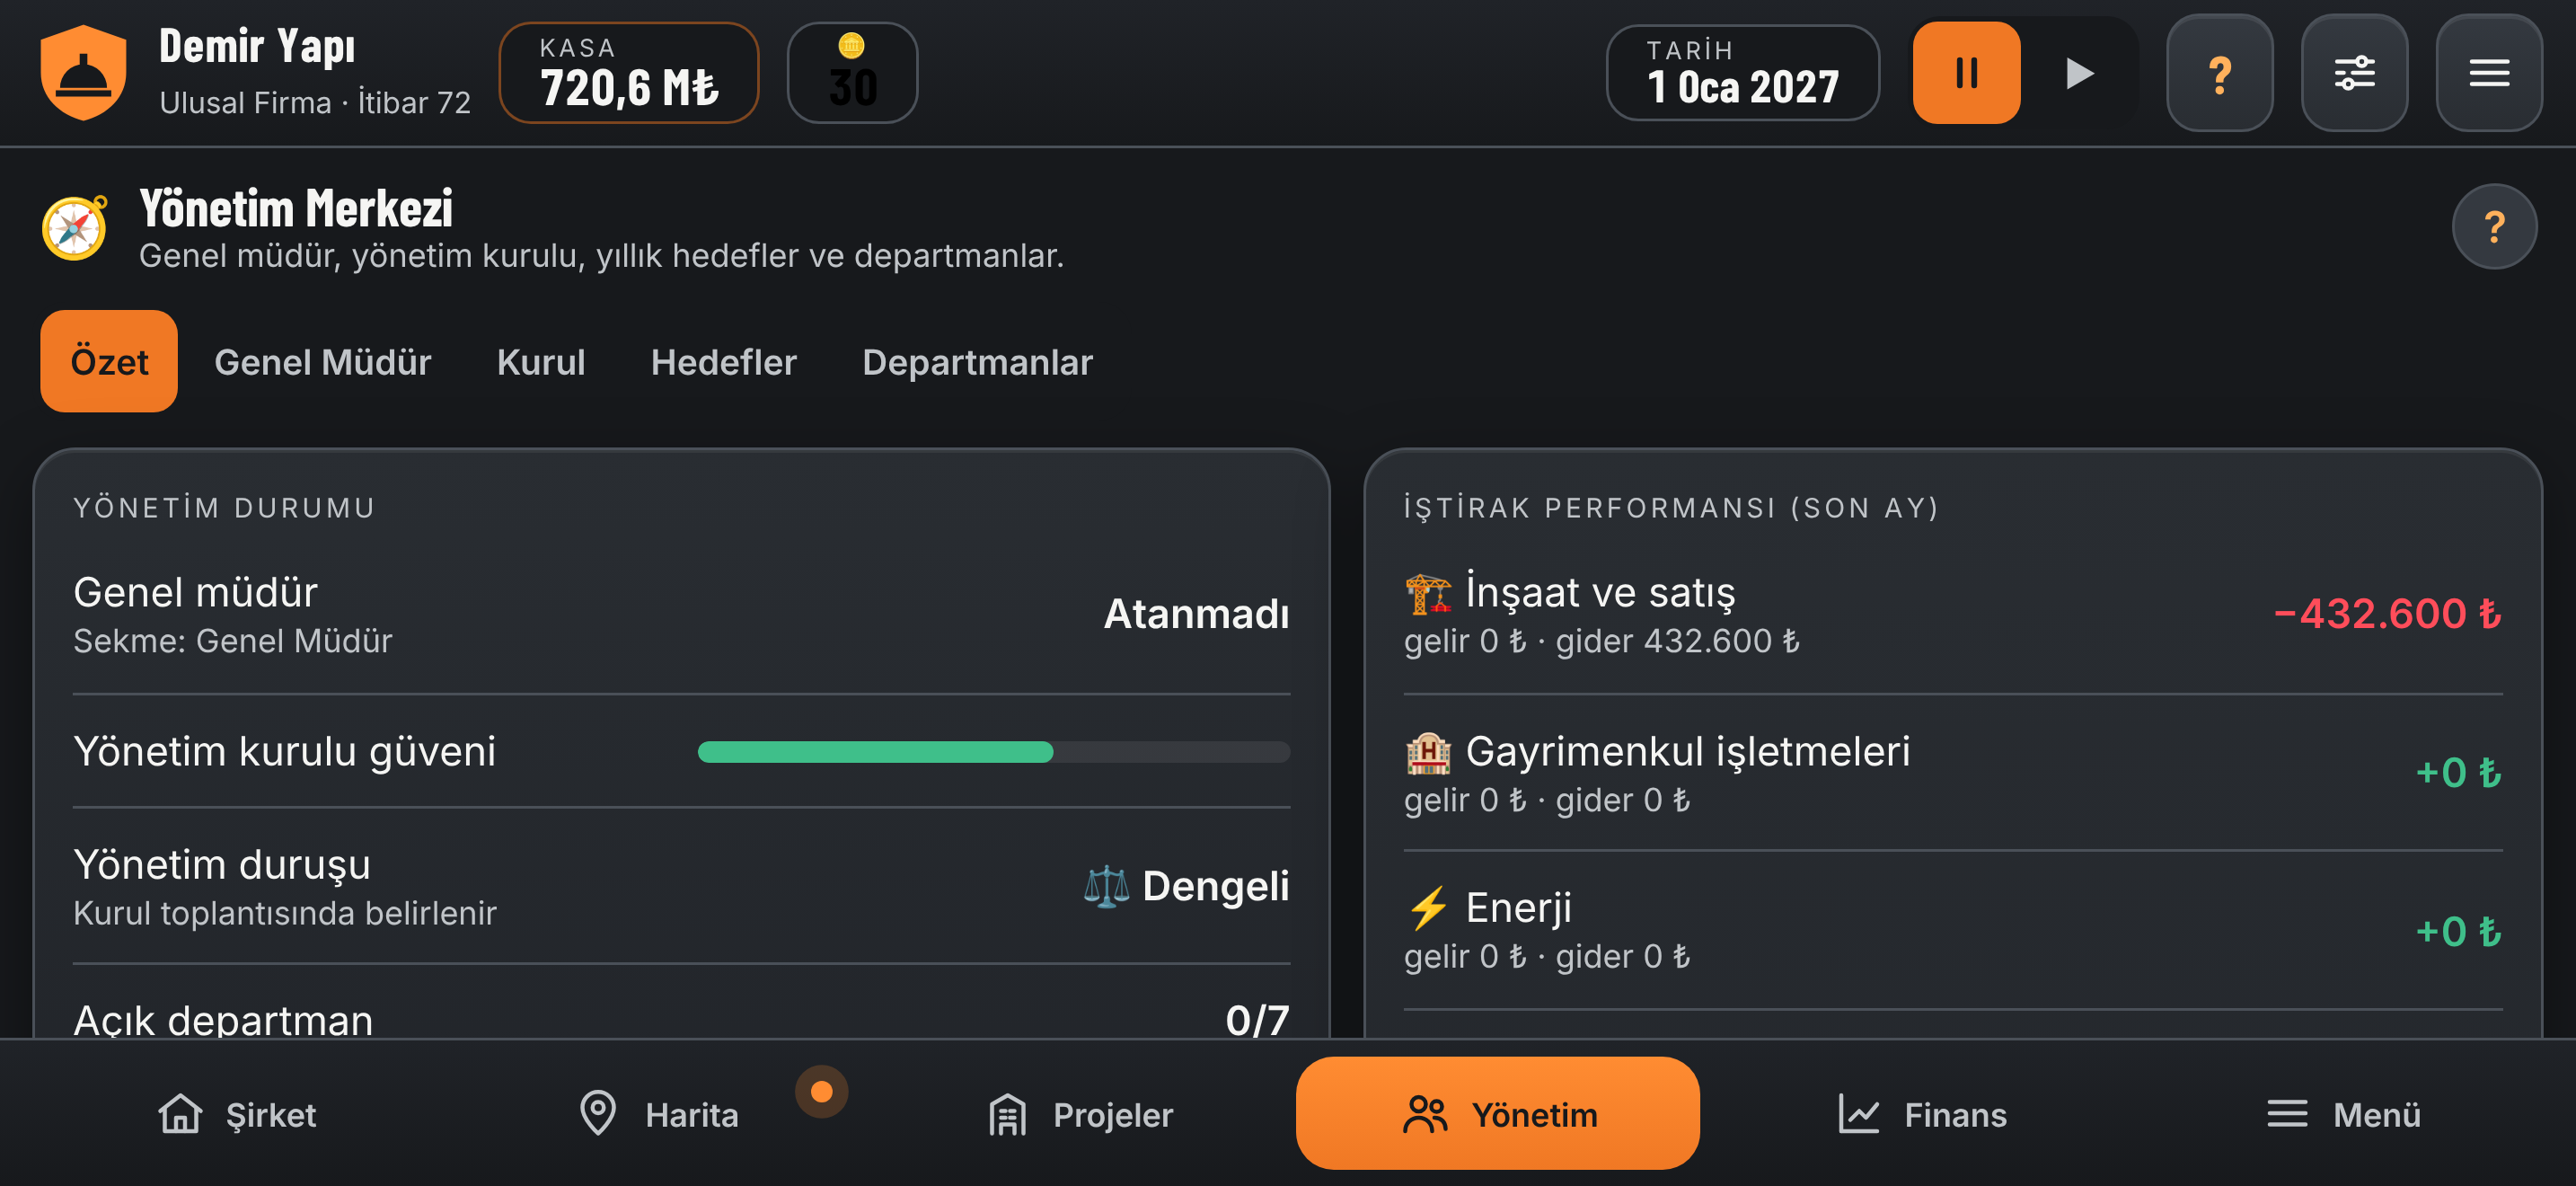 Demir Yapı
Ulusal Firma · İtibar 72
KASA
720,6 M₺
30
TARİH
1 Oca 2027
?
Yönetim Merkezi
Genel müdür, yönetim kurulu, yıllık hedefler ve departmanlar.
?
Özet
Genel Müdür
Kurul
Hedefler
Departmanlar
YÖNETİM DURUMU
Genel müdür
Sekme: Genel Müdür
Atanmadı
Yönetim kurulu güveni
Yönetim duruşu
Kurul toplantısında belirlenir
Dengeli
Açık departman
0/7
İŞTİRAK PERFORMANSI (SON AY)
İnşaat ve satış
gelir 0 ₺ · gider 432.600 ₺
−432.600 ₺
Gayrimenkul işletmeleri
gelir 0 ₺ · gider 0 ₺
+0 ₺
Enerji
gelir 0 ₺ · gider 0 ₺
+0 ₺
Şirket
Harita
Projeler
Yönetim
Finans
Menü